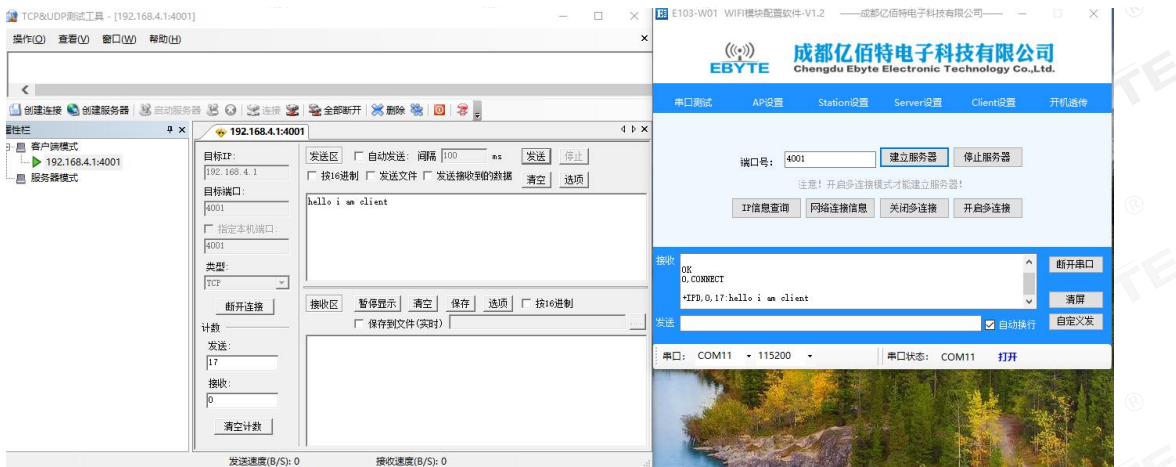 TCP&UDP测试工具 - [192.168.4.1:4001]
操作(O) 查看(V) 窗口(W) 帮助(H)
创建连接 创建服务器 启动服务器 连接 全部断开 删除
192.168.4.1:4001
客户端模式
192.168.4.1:4001
服务器模式
目标IP:
192.168.4.1
目标端口:
4001
指定本机端口:
4001
类型:
TCP
断开连接
计数
发送:
17
接收:
0
清空计数
发送区 自动发送: 间隔 100 ms 发送 停止
按16进制 发送文件 发送接收到的数据 清空 选项
hello i am client
接收区 暂停显示 清空 保存 选项 按16进制
保存到文件(实时)
发送速度(B/S): 0 接收速度(B/S): 0
E103-W01 WIFI模块配置软件-V1.2 ——成都亿佰特电子科技有限公司——
EBYTE
成都亿佰特电子科技有限公司
Chengdu Ebyte Electronic Technology Co.,Ltd.
串口测试 AP设置 Station设置 Server设置 Client设置 开机透传
端口号: 4001 建立服务器 停止服务器
注意! 开启多连接模式才能建立服务器!
IP信息查询 网络连接信息 关闭多连接 开启多连接
接收
OK
0,CONNECT
+IPD,0,17:hello i am client
断开串口
清屏
发送 自动换行 自定义发
串口: COM11 115200 串口状态: COM11 打开